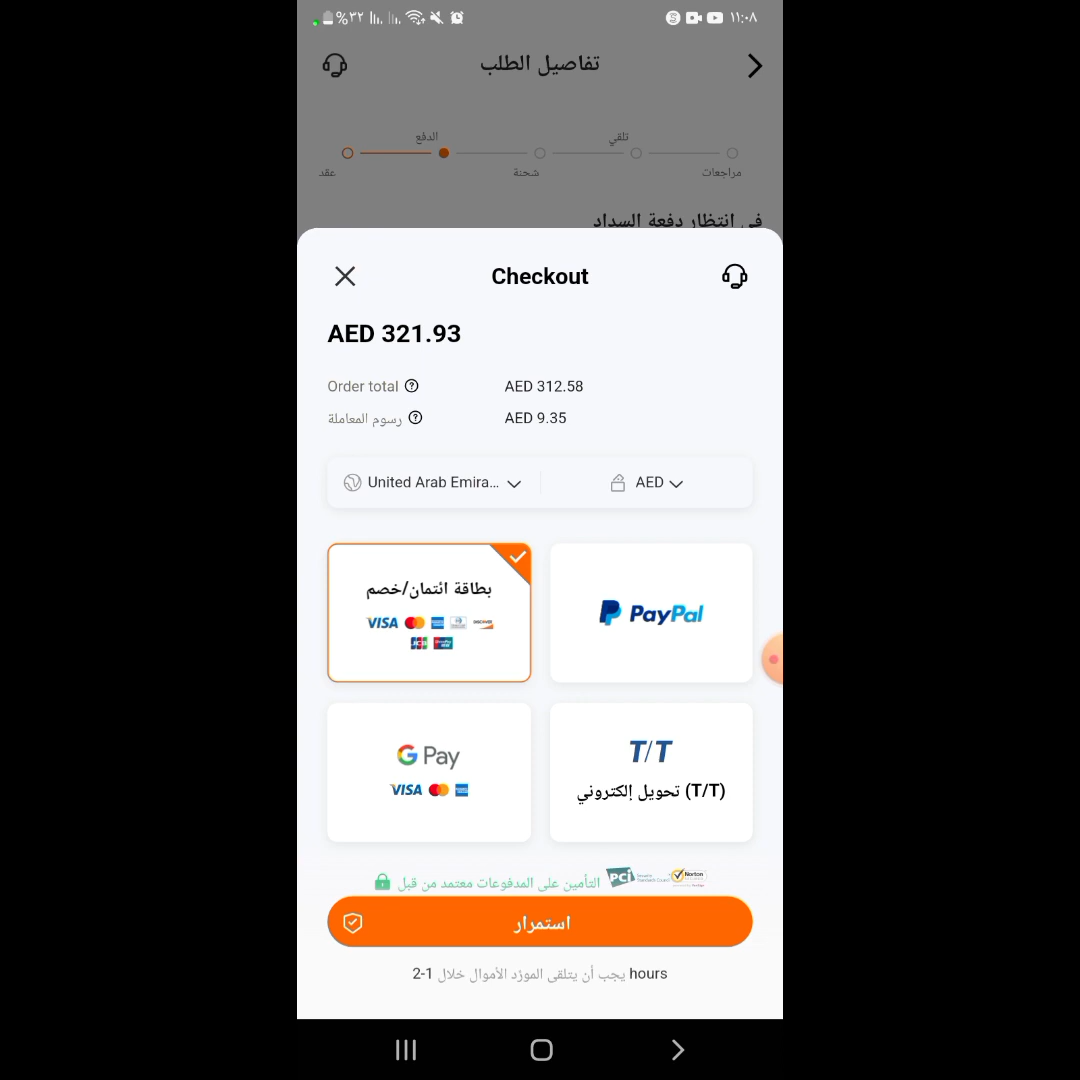 %٣٢ ١١:٠٨
تفاصيل الطلب
الدفع تلقي
عقد شحنة مراجعات
في انتظار دفعة السداد
Checkout
AED 321.93
Order total AED 312.58
رسوم المعاملة AED 9.35
United Arab Emira... AED
بطاقة ائتمان/خصم
VISA DISCOVER
JCB
PayPal
G Pay
VISA
T/T
(T/T) تحويل إلكتروني
التأمين على المدفوعات معتمد من قبل PCI Norton
استمرار
يجب أن يتلقى المورّد الأموال خلال 1-2 hours